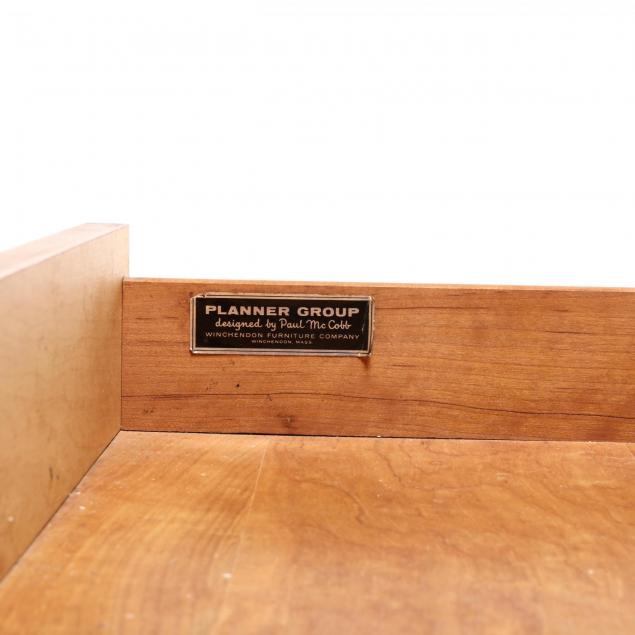 PLANNER GROUP
designed by Paul McCobb
WINCHENDON FURNITURE COMPANY
WINCHENDON, MASS.